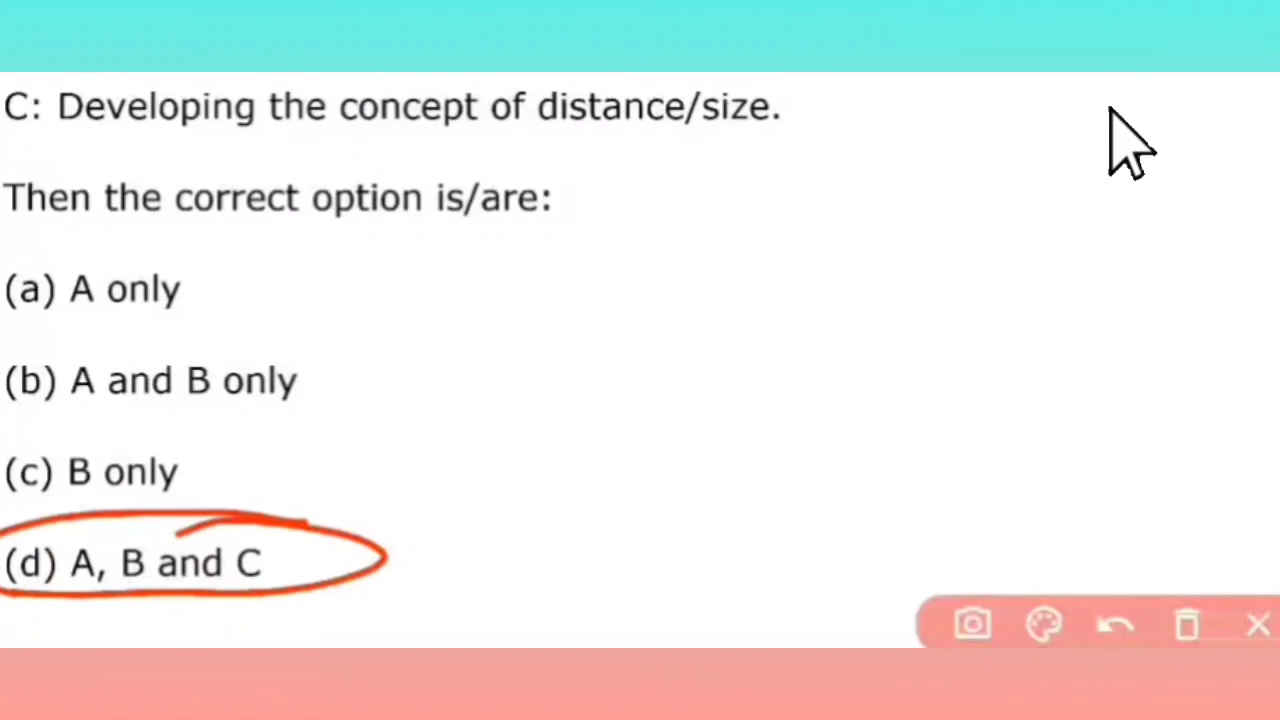 C: Developing the concept of distance/size.
Then the correct option is/are:
(a) A only
(b) A and B only
(c) B only
(d) A, B and C